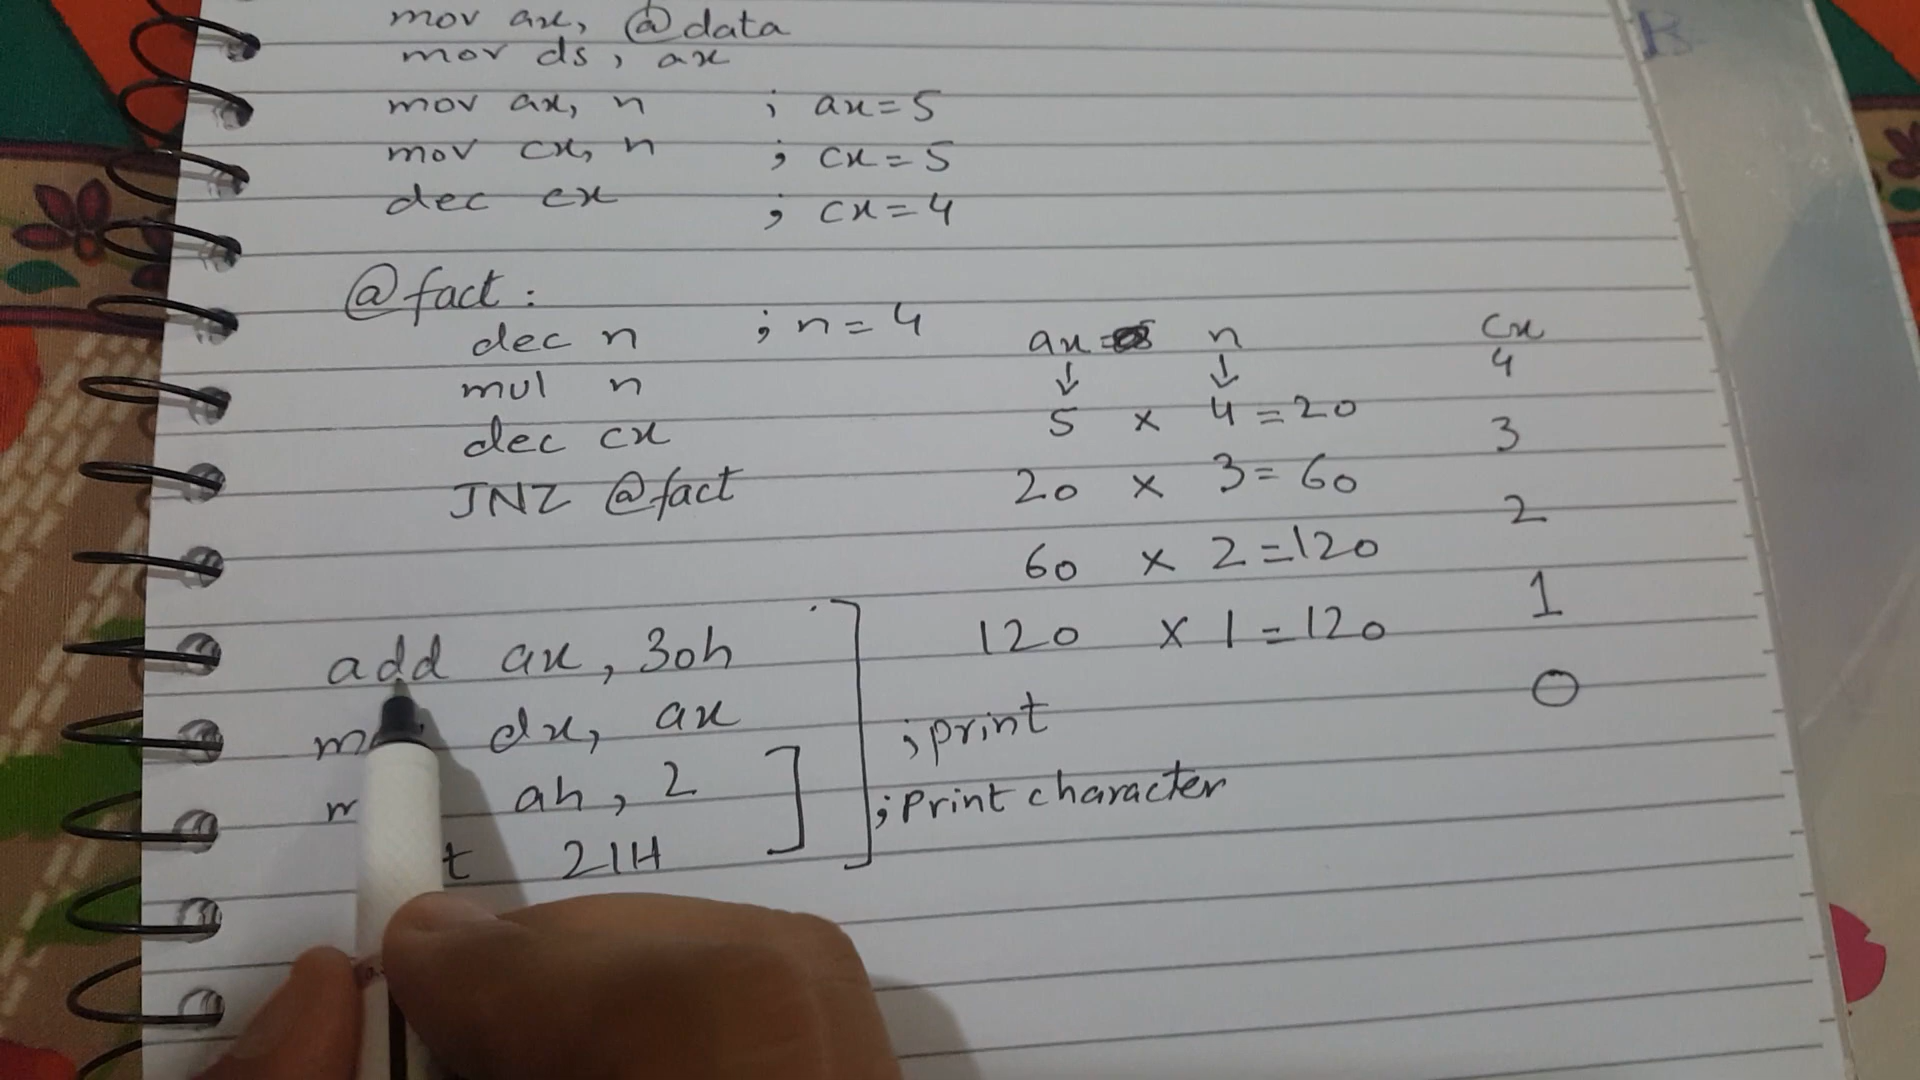 mov ax, @data
mov ds, ax
mov ax, n ; ax=5
mov cx, n ; cx=5
dec cx ; cx=4
@fact:
dec n ; n=4
mul n
dec cx
JNZ @fact
ax= n cx
↓ ↓ 4
5 x 4=20
3
20 x 3=60
2
60 x 2=120
1
120 x 1=120
0
add ax, 30h
dx, ax ;print
ah, 2 ;Print character
21H